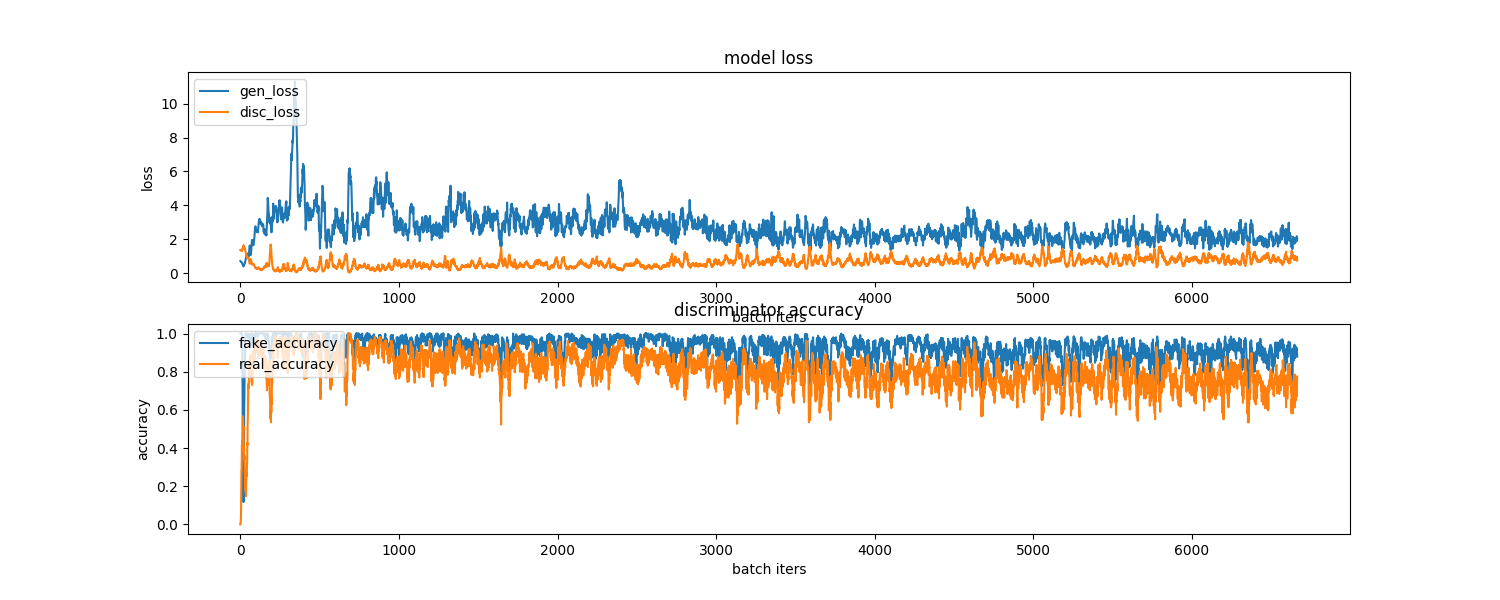 model loss
gen_loss
disc_loss
10
8
6
4
2
0
loss
0 1000 2000 3000 4000 5000 6000
batch iters
discriminator accuracy
fake_accuracy
real_accuracy
1.0
0.8
0.6
0.4
0.2
0.0
accuracy
0 1000 2000 3000 4000 5000 6000
batch iters